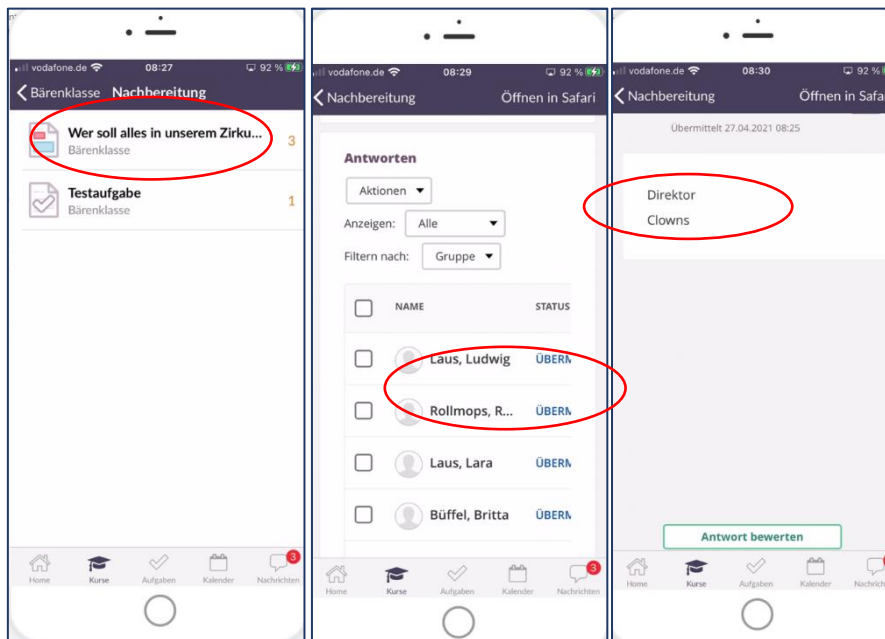 vodafone.de 08:27 92 %
Bärenklasse Nachbereitung
Wer soll alles in unserem Zirku... 3
Bärenklasse
Testaufgabe 1
Bärenklasse
Home Kurse Aufgaben Kalender Nachrichten 3
vodafone.de 08:29 92 %
Nachbereitung Öffnen in Safari
Antworten
Aktionen
Anzeigen: Alle
Filtern nach: Gruppe
NAME STATUS
Laus, Ludwig ÜBERM
Rollmops, R... ÜBERM
Laus, Lara ÜBERM
Büffel, Britta ÜBERM
Home Kurse Aufgaben Kalender Nachrichten 3
vodafone.de 08:30 92 %
Nachbereitung Öffnen in Safar
Übermittelt 27.04.2021 08:25
Direktor
Clowns
Antwort bewerten
Home Kurse Aufgaben Kalender Nachrich